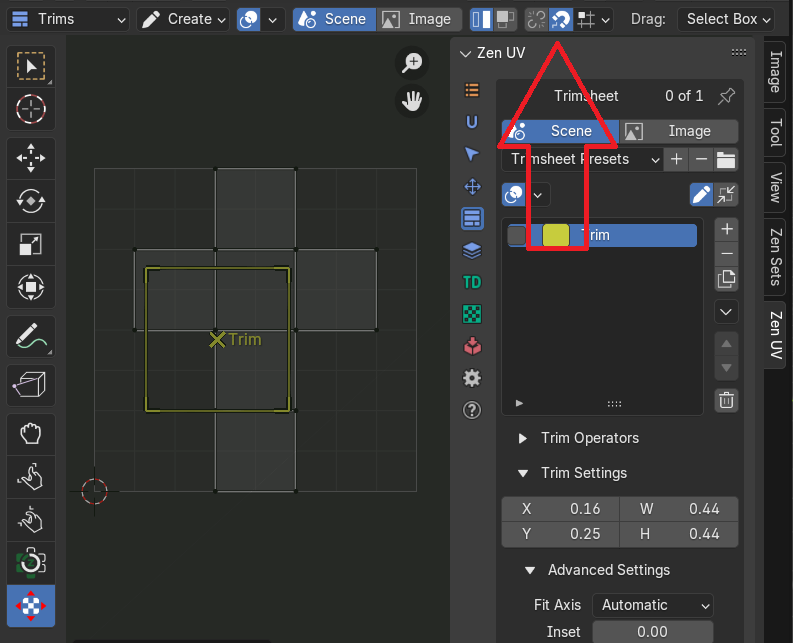 Trims Create Scene Image Drag: Select Box
Zen UV
Trimsheet 0 of 1
Scene Image
Trimsheet Presets
Trim
Trim
TD
Trim Operators
Trim Settings
X 0.16 W 0.44
Y 0.25 H 0.44
Advanced Settings
Fit Axis Automatic
Inset 0.00
Image
Tool
View
Zen Sets
Zen UV